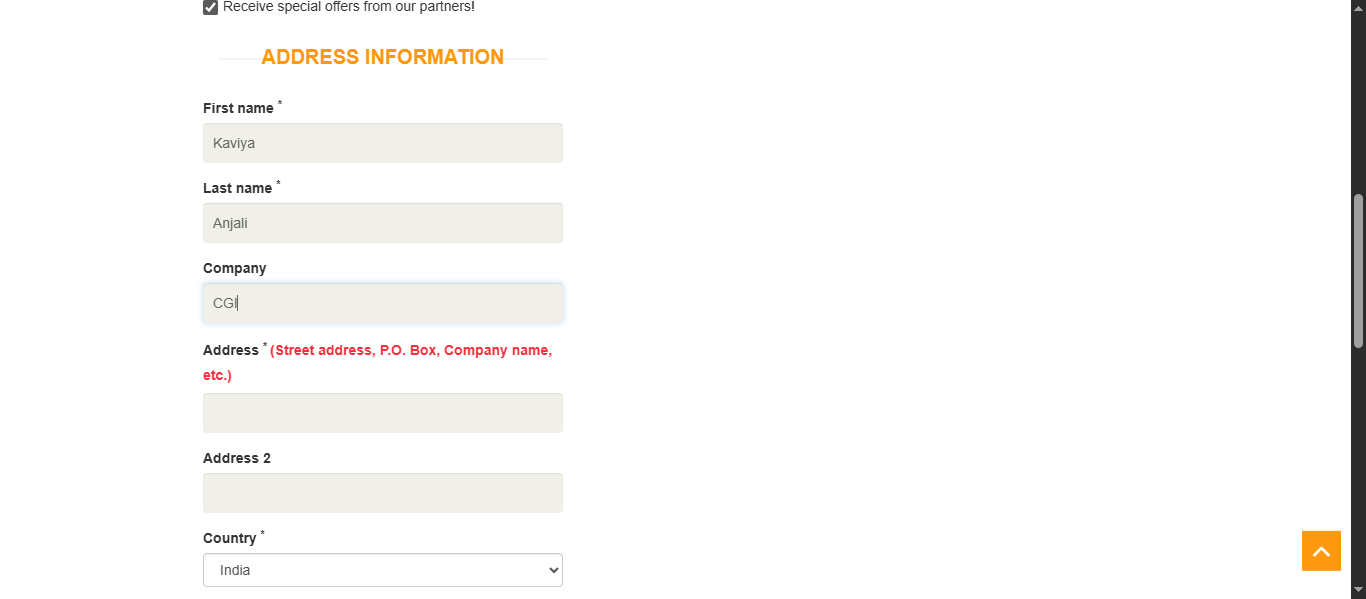 Receive special offers from our partners!
ADDRESS INFORMATION
First name *
Kaviya
Last name *
Anjali
Company
CGI
Address * (Street address, P.O. Box, Company name,
etc.)
Address 2
Country *
India